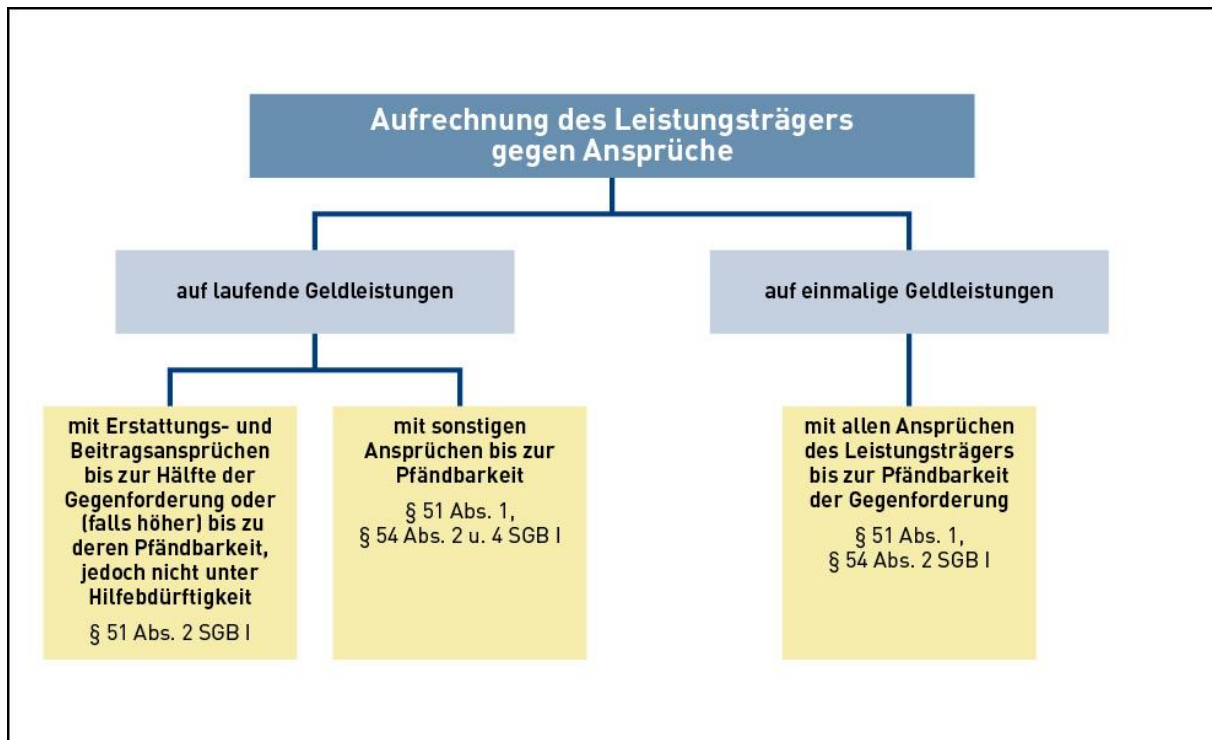 Aufrechnung des Leistungsträgers
gegen Ansprüche
auf laufende Geldleistungen
auf einmalige Geldleistungen
mit Erstattungs- und
Beitragsansprüchen
bis zur Hälfte der
Gegenforderung oder
(falls höher) bis zu
deren Pfändbarkeit,
jedoch nicht unter
Hilfebdürftigkeit
§ 51 Abs. 2 SGB I
mit sonstigen
Ansprüchen bis zur
Pfändbarkeit
§ 51 Abs. 1,
§ 54 Abs. 2 u. 4 SGB I
mit allen Ansprüchen
des Leistungsträgers
bis zur Pfändbarkeit
der Gegenforderung
§ 51 Abs. 1,
§ 54 Abs. 2 SGB I